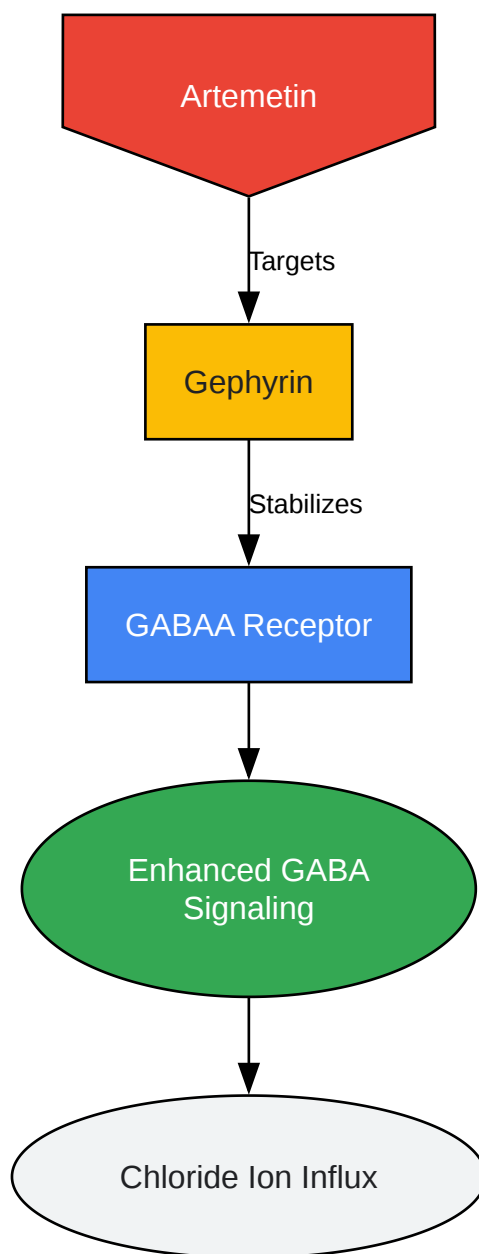 Artemetin
Targets
Gephyrin
Stabilizes
GABAA Receptor
Enhanced GABA
Signaling
Chloride Ion Influx